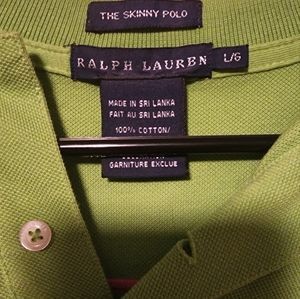 THE SKINNY POLO
RALPH LAUREN
L/G
MADE IN SRI LANKA
FAIT AU SRI LANKA
100% COTTON/
GARNITURE EXCLUE